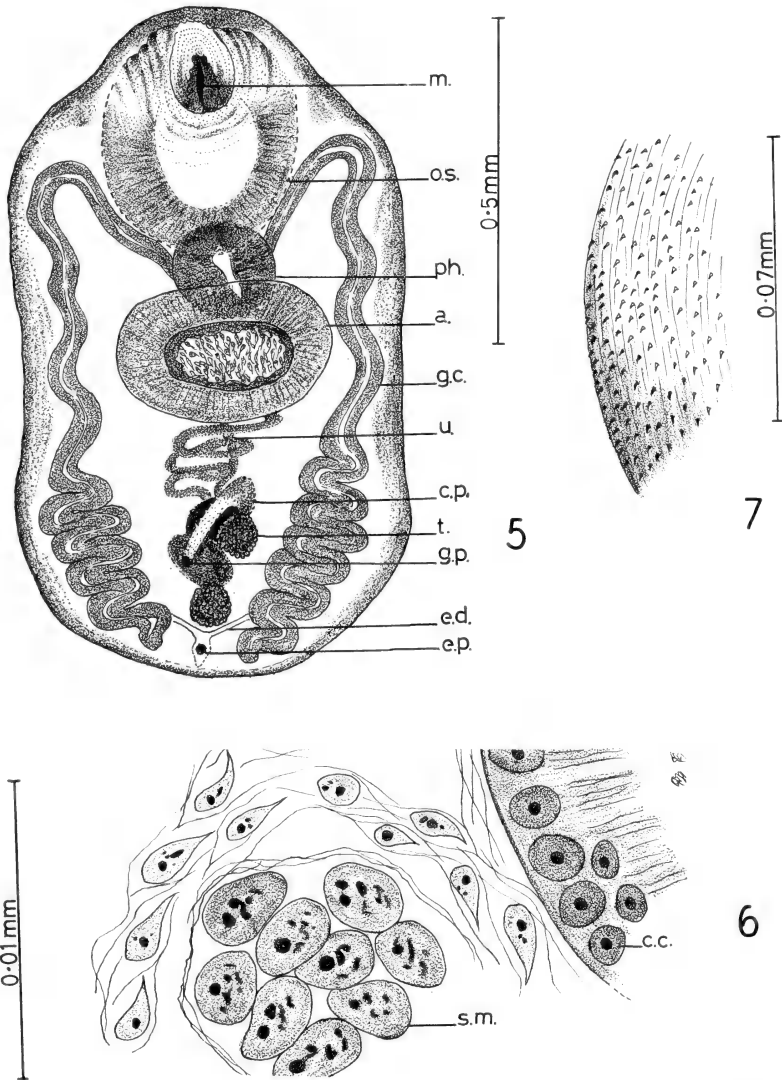 m.
o.s.
0·5mm
ph.
a.
g.c.
u.
c.p.
t.
g.p.
e.d.
e.p.
5
0·07mm
7
0·01mm
6
c.c.
s.m.